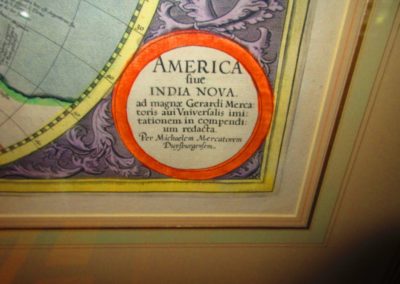 AMERICA
siue
INDIA NOVA.
ad magnæ Gerardi Merca=
toris aui Vniuersalis imi=
tationem in compendi=
um redacta.
Per Michaelem Mercatorem
Duysburgensem.